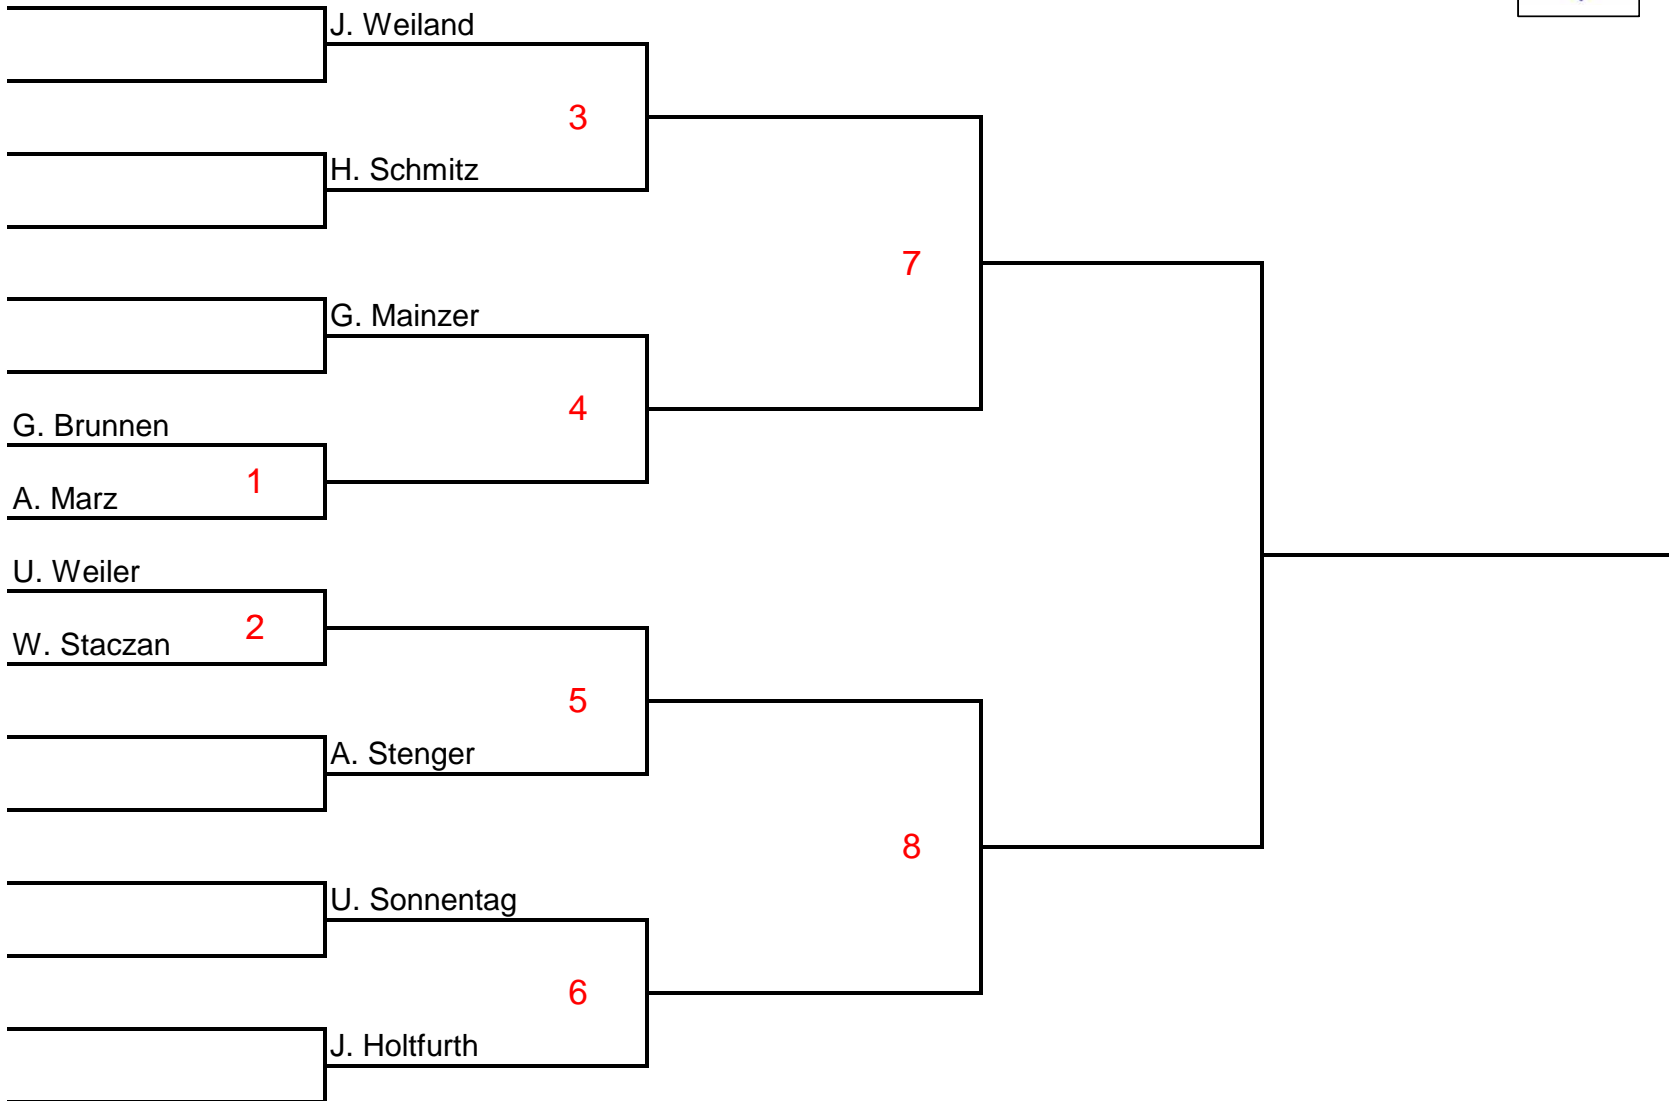 J. Weiland
3
H. Schmitz
7
G. Mainzer
4
G. Brunnen
1
A. Marz
U. Weiler
2
W. Staczan
5
A. Stenger
8
U. Sonnentag
6
J. Holtfurth